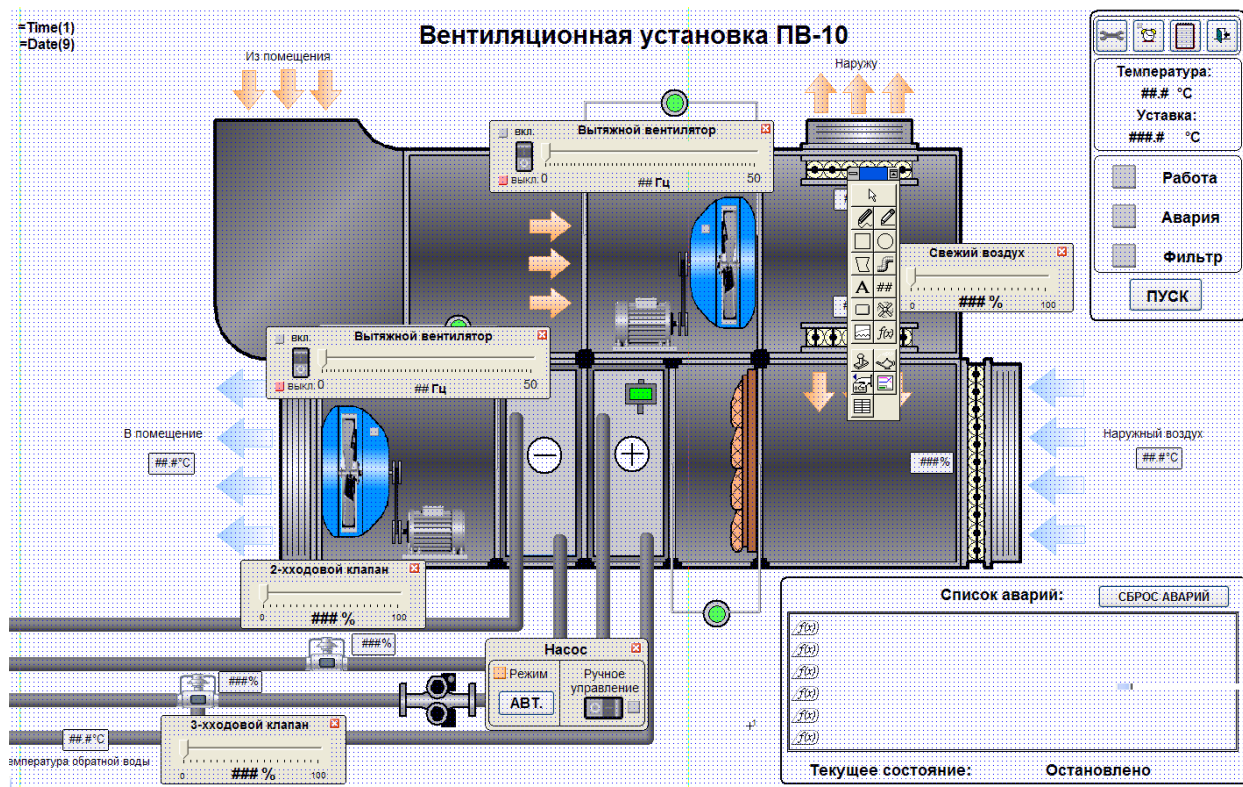 =Time(1)
=Date(9)
Вентиляционная установка ПВ-10
Из помещения
Наружу
Температура:
##.# °C
Уставка:
###.# °C
вкл.
Вытяжной вентилятор
выкл.
0
50
## Гц
Работа
Авария
Фильтр
ПУСК
A
##
f(x)
Свежий воздух
0
### %
100
вкл.
Вытяжной вентилятор
выкл.
0
50
## Гц
В помещение
##.#°C
Наружный воздух
##.#°C
###%
2-хходовой клапан
0
### %
100
###%
###%
Насос
Режим
АВТ.
Ручное
управление
3-хходовой клапан
0
### %
100
##.#°C
емпература обратной воды
+1
Список аварий:
СБРОС АВАРИЙ
f(x)
f(x)
f(x)
f(x)
f(x)
f(x)
Текущее состояние:
Остановлено